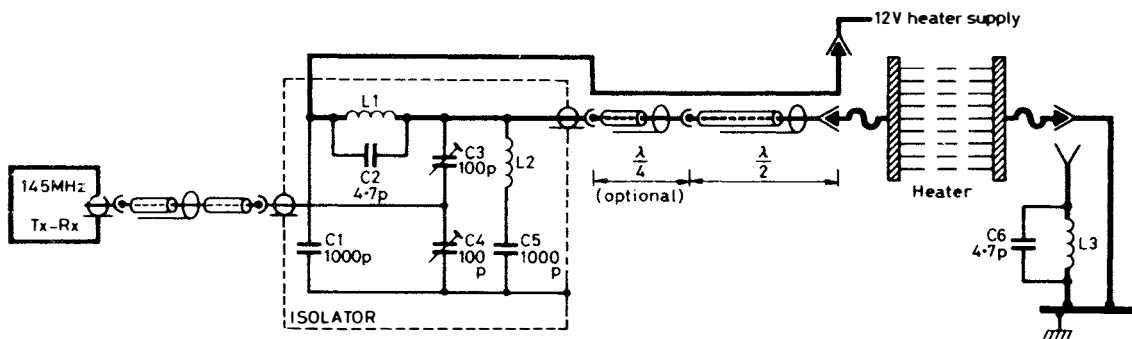 12V heater supply
L1
C2
4·7p
C3
100p
L2
λ/4
(optional)
λ/2
Heater
145MHz
Tx-Rx
C1
1000p
C4
100
p
C5
1000
p
C6
4·7p
L3
ISOLATOR